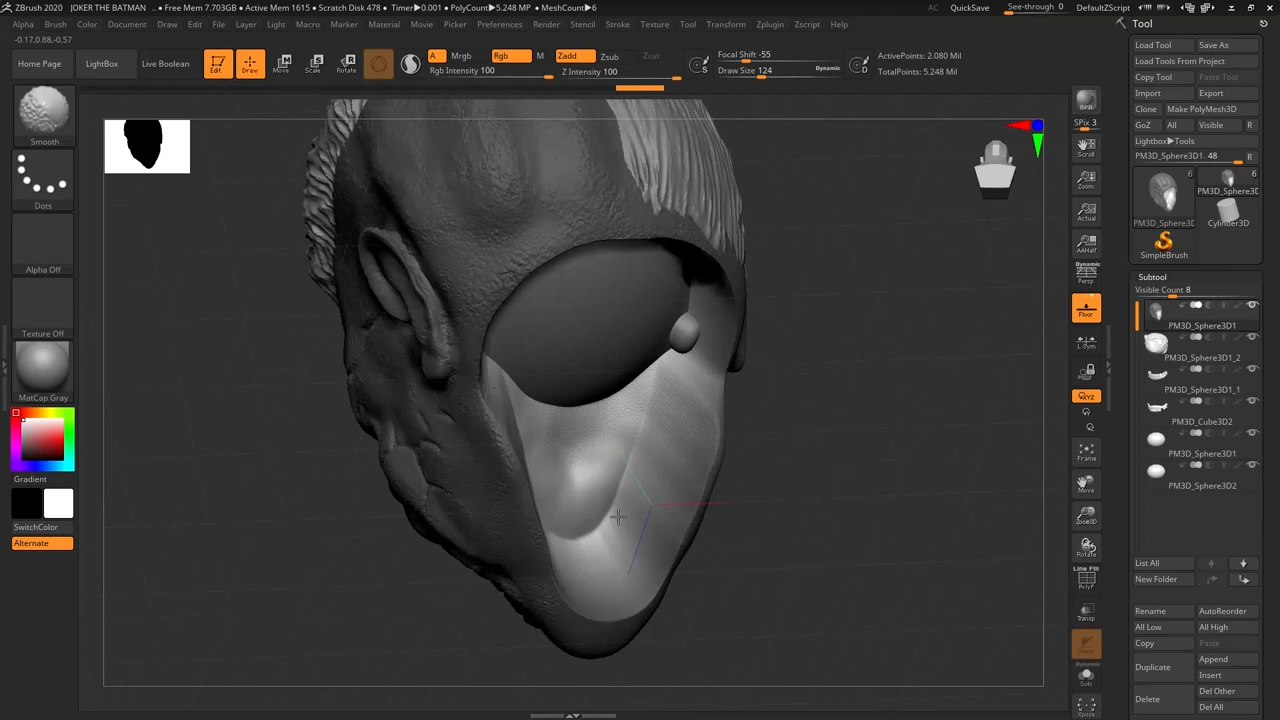 ZBrush 2020 JOKER THE BATMAN • Free Mem 7.703GB • Active Mem 1615 • Scratch Disk 478 • Timer▶0.001 • PolyCount▶5.248 MP • MeshCount▶6
AC QuickSave See-through 0 Menus DefaultZScript
Alpha Brush Color Document Draw Edit File Layer Light Macro Marker Material Movie Picker Preferences Render Stencil Stroke Texture Tool Transform Zplugin Zscript Help
-0.17,0.88,-0.57
Home Page LightBox Live Boolean
Edit Draw Move Scale Rotate
A Mrgb Rgb M Zadd Zsub Zcut
Rgb Intensity 100 Z Intensity 100
Focal Shift -55
Draw Size 124 Dynamic
ActivePoints: 2.080 Mil
TotalPoints: 5.248 Mil
Smooth
Dots
Alpha Off
Texture Off
MatCap Gray
Gradient
SwitchColor
Alternate
BPR
SPix 3
Scroll
Zoom
Actual
AAHalf
Dynamic
Persp
Floor
L.Sym
XYZ
Frame
Move
Zoom3D
Rotate
Line Fill
PolyF
Transp
Dynamic
Solo
Xpose
Tool
Load Tool Save As
Load Tools From Project
Copy Tool Paste Tool
Import Export
Clone Make PolyMesh3D
GoZ All Visible R
Lightbox▶Tools
PM3D_Sphere3D1. 48 R
6 6
PM3D_Sphere3D
PM3D_Sphere3D Cylinder3D
SimpleBrush
Subtool
Visible Count 8
PM3D_Sphere3D1
PM3D_Sphere3D1_2
PM3D_Sphere3D1_1
PM3D_Cube3D2
PM3D_Sphere3D1
PM3D_Sphere3D2
List All
New Folder
Rename AutoReorder
All Low All High
Copy Paste
Duplicate Append
Insert
Delete Del Other
Del All